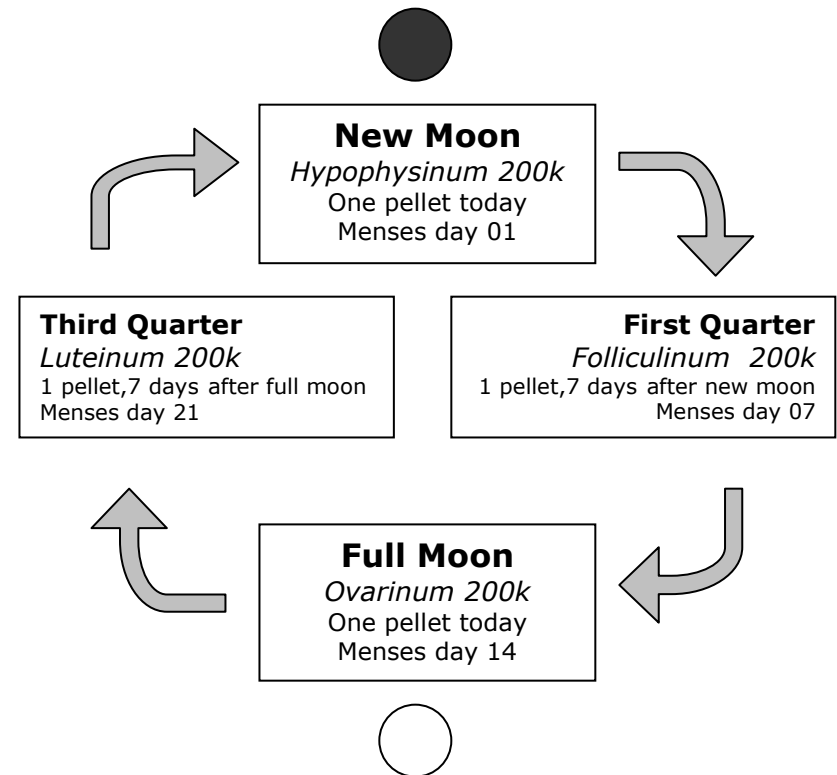 New Moon
Hypophysinum 200k
One pellet today
Menses day 01
Third Quarter
Luteinum 200k
1 pellet,7 days after full moon
Menses day 21
First Quarter
Folliculinum  200k
1 pellet,7 days after new moon
Menses day 07
Full Moon
Ovarinum 200k
One pellet today
Menses day 14